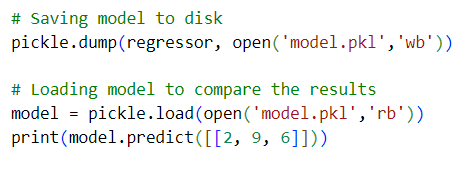 # Saving model to disk
pickle.dump(regressor, open('model.pkl','wb'))
# Loading model to compare the results
model = pickle.load(open('model.pkl','rb'))
print(model.predict([[2, 9, 6]]))